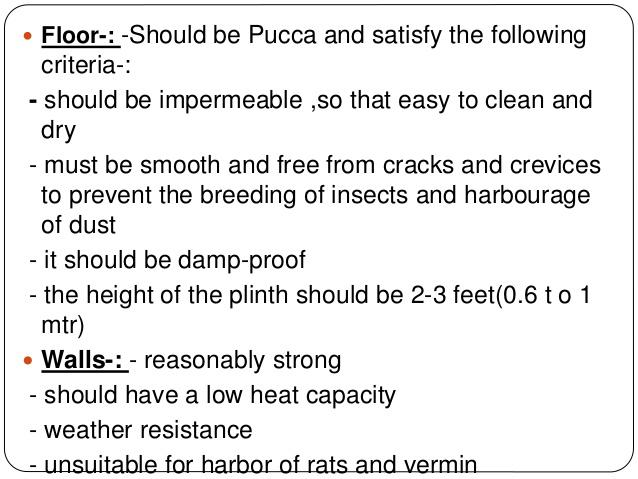 • Floor-: -Should be Pucca and satisfy the following
criteria-:
- should be impermeable ,so that easy to clean and
dry
- must be smooth and free from cracks and crevices
to prevent the breeding of insects and harbourage
of dust
- it should be damp-proof
- the height of the plinth should be 2-3 feet(0.6 t o 1
mtr)
• Walls-: - reasonably strong
- should have a low heat capacity
- weather resistance
- unsuitable for harbor of rats and vermin